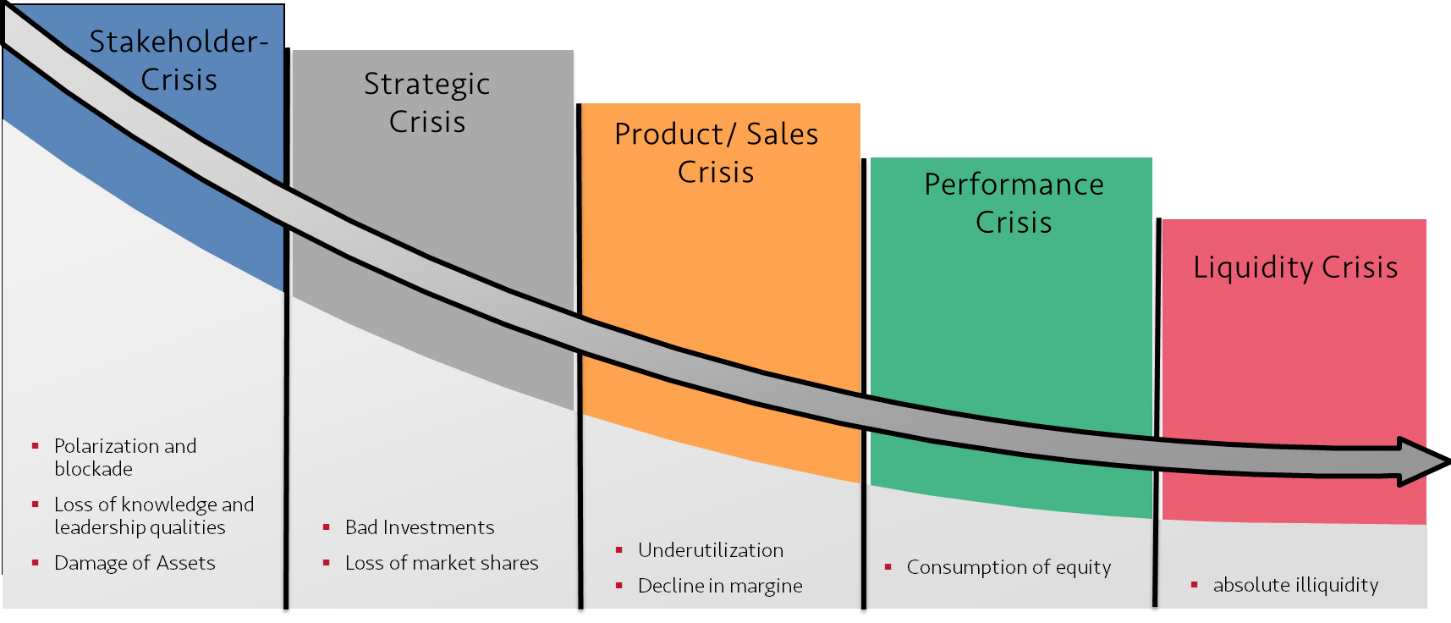 Stakeholder-
Crisis
Strategic
Crisis
Product/ Sales
Crisis
Performance
Crisis
Liquidity Crisis
Polarization and
blockade
Loss of knowledge and
leadership qualities
Damage of Assets
Bad Investments
Loss of market shares
Underutilization
Decline in margine
Consumption of equity
absolute illiquidity